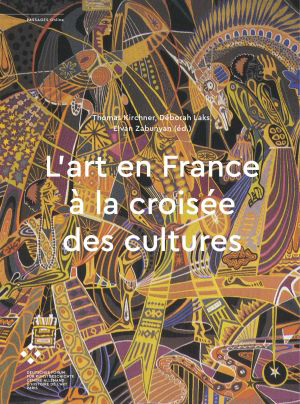 PASSAGES online
Thomas Kirchner, Déborah Laks,
Elvan Zabunyan (éd.)
L'art en France
à la croisée
des cultures
DEUTSCHES FORUM
FÜR KUNSTGESCHICHTE
CENTRE ALLEMAND
D'HISTOIRE DE L'ART
PARIS